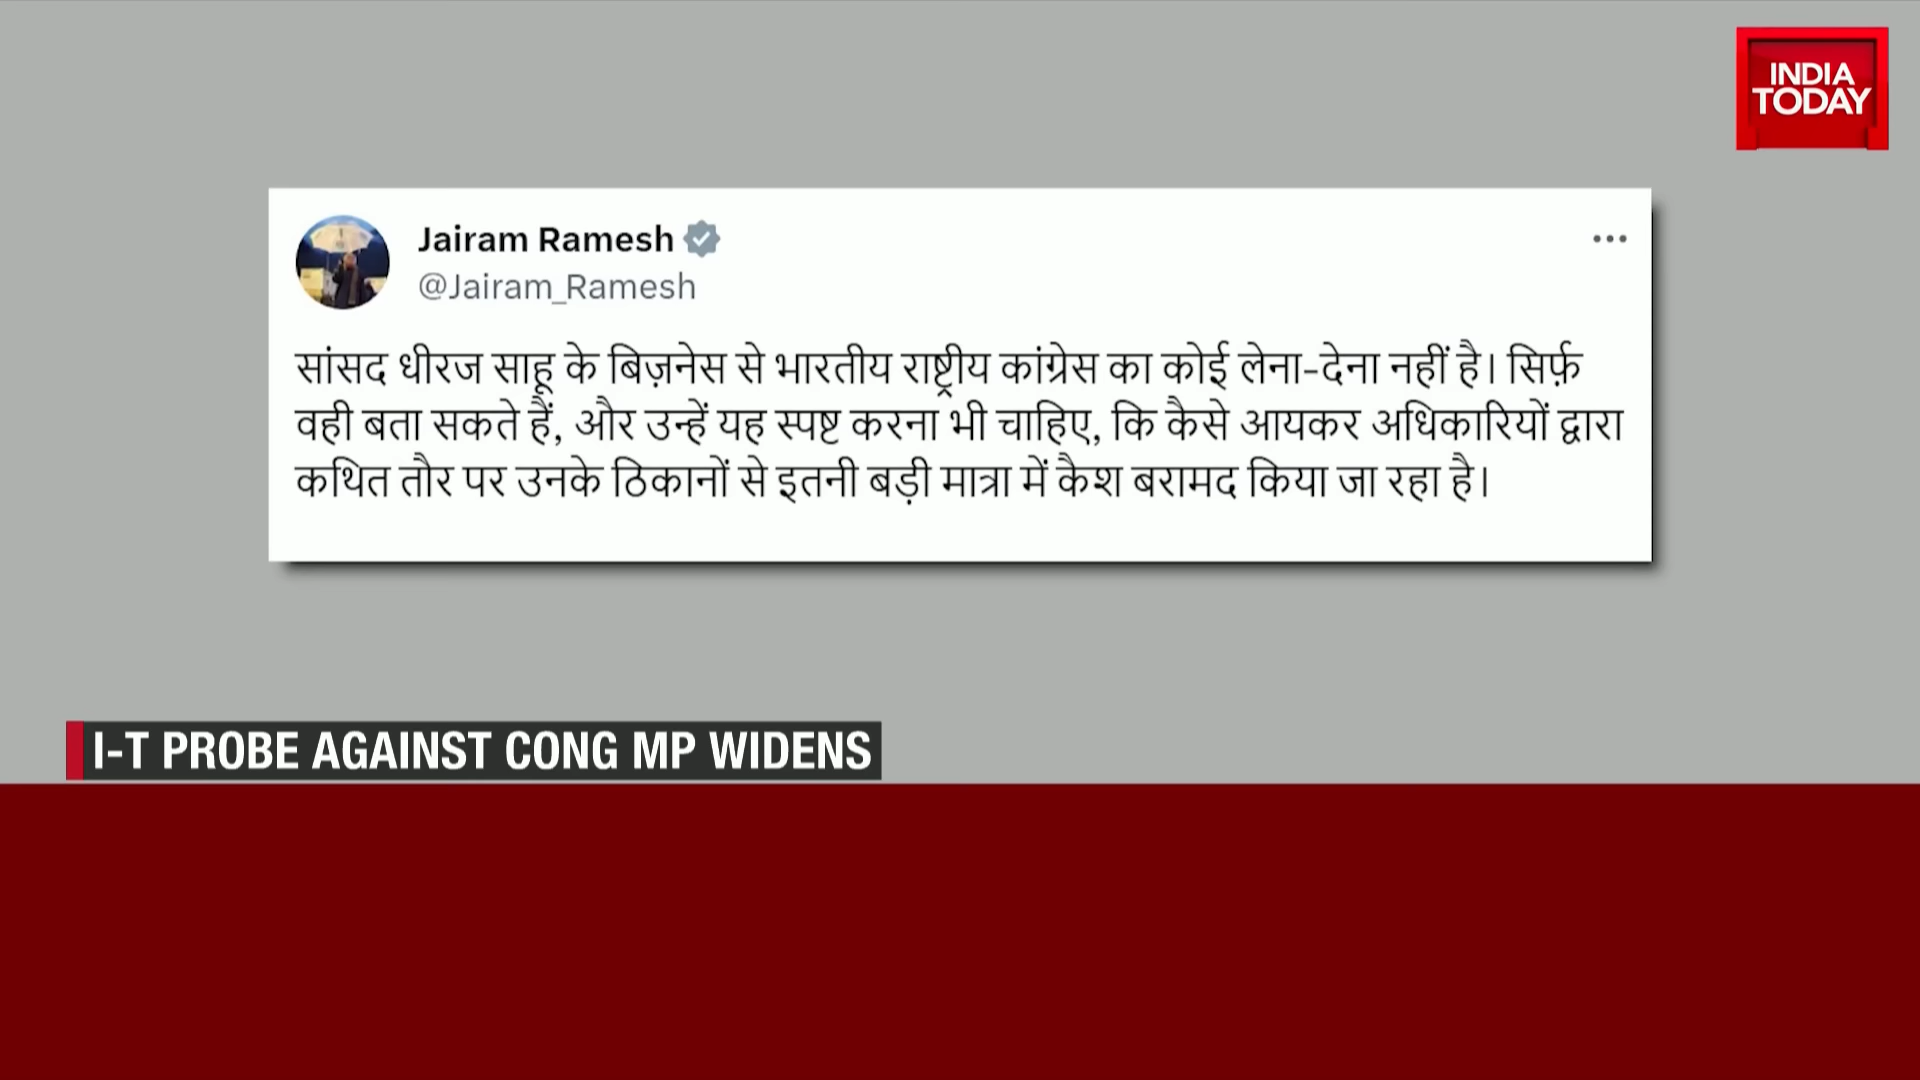 INDIA
TODAY
Jairam Ramesh
@Jairam_Ramesh
सांसद धीरज साहू के बिज़नेस से भारतीय राष्ट्रीय कांग्रेस का कोई लेना-देना नहीं है। सिर्फ़
वही बता सकते हैं, और उन्हें यह स्पष्ट करना भी चाहिए, कि कैसे आयकर अधिकारियों द्वारा
कथित तौर पर उनके ठिकानों से इतनी बड़ी मात्रा में कैश बरामद किया जा रहा है।
I-T PROBE AGAINST CONG MP WIDENS